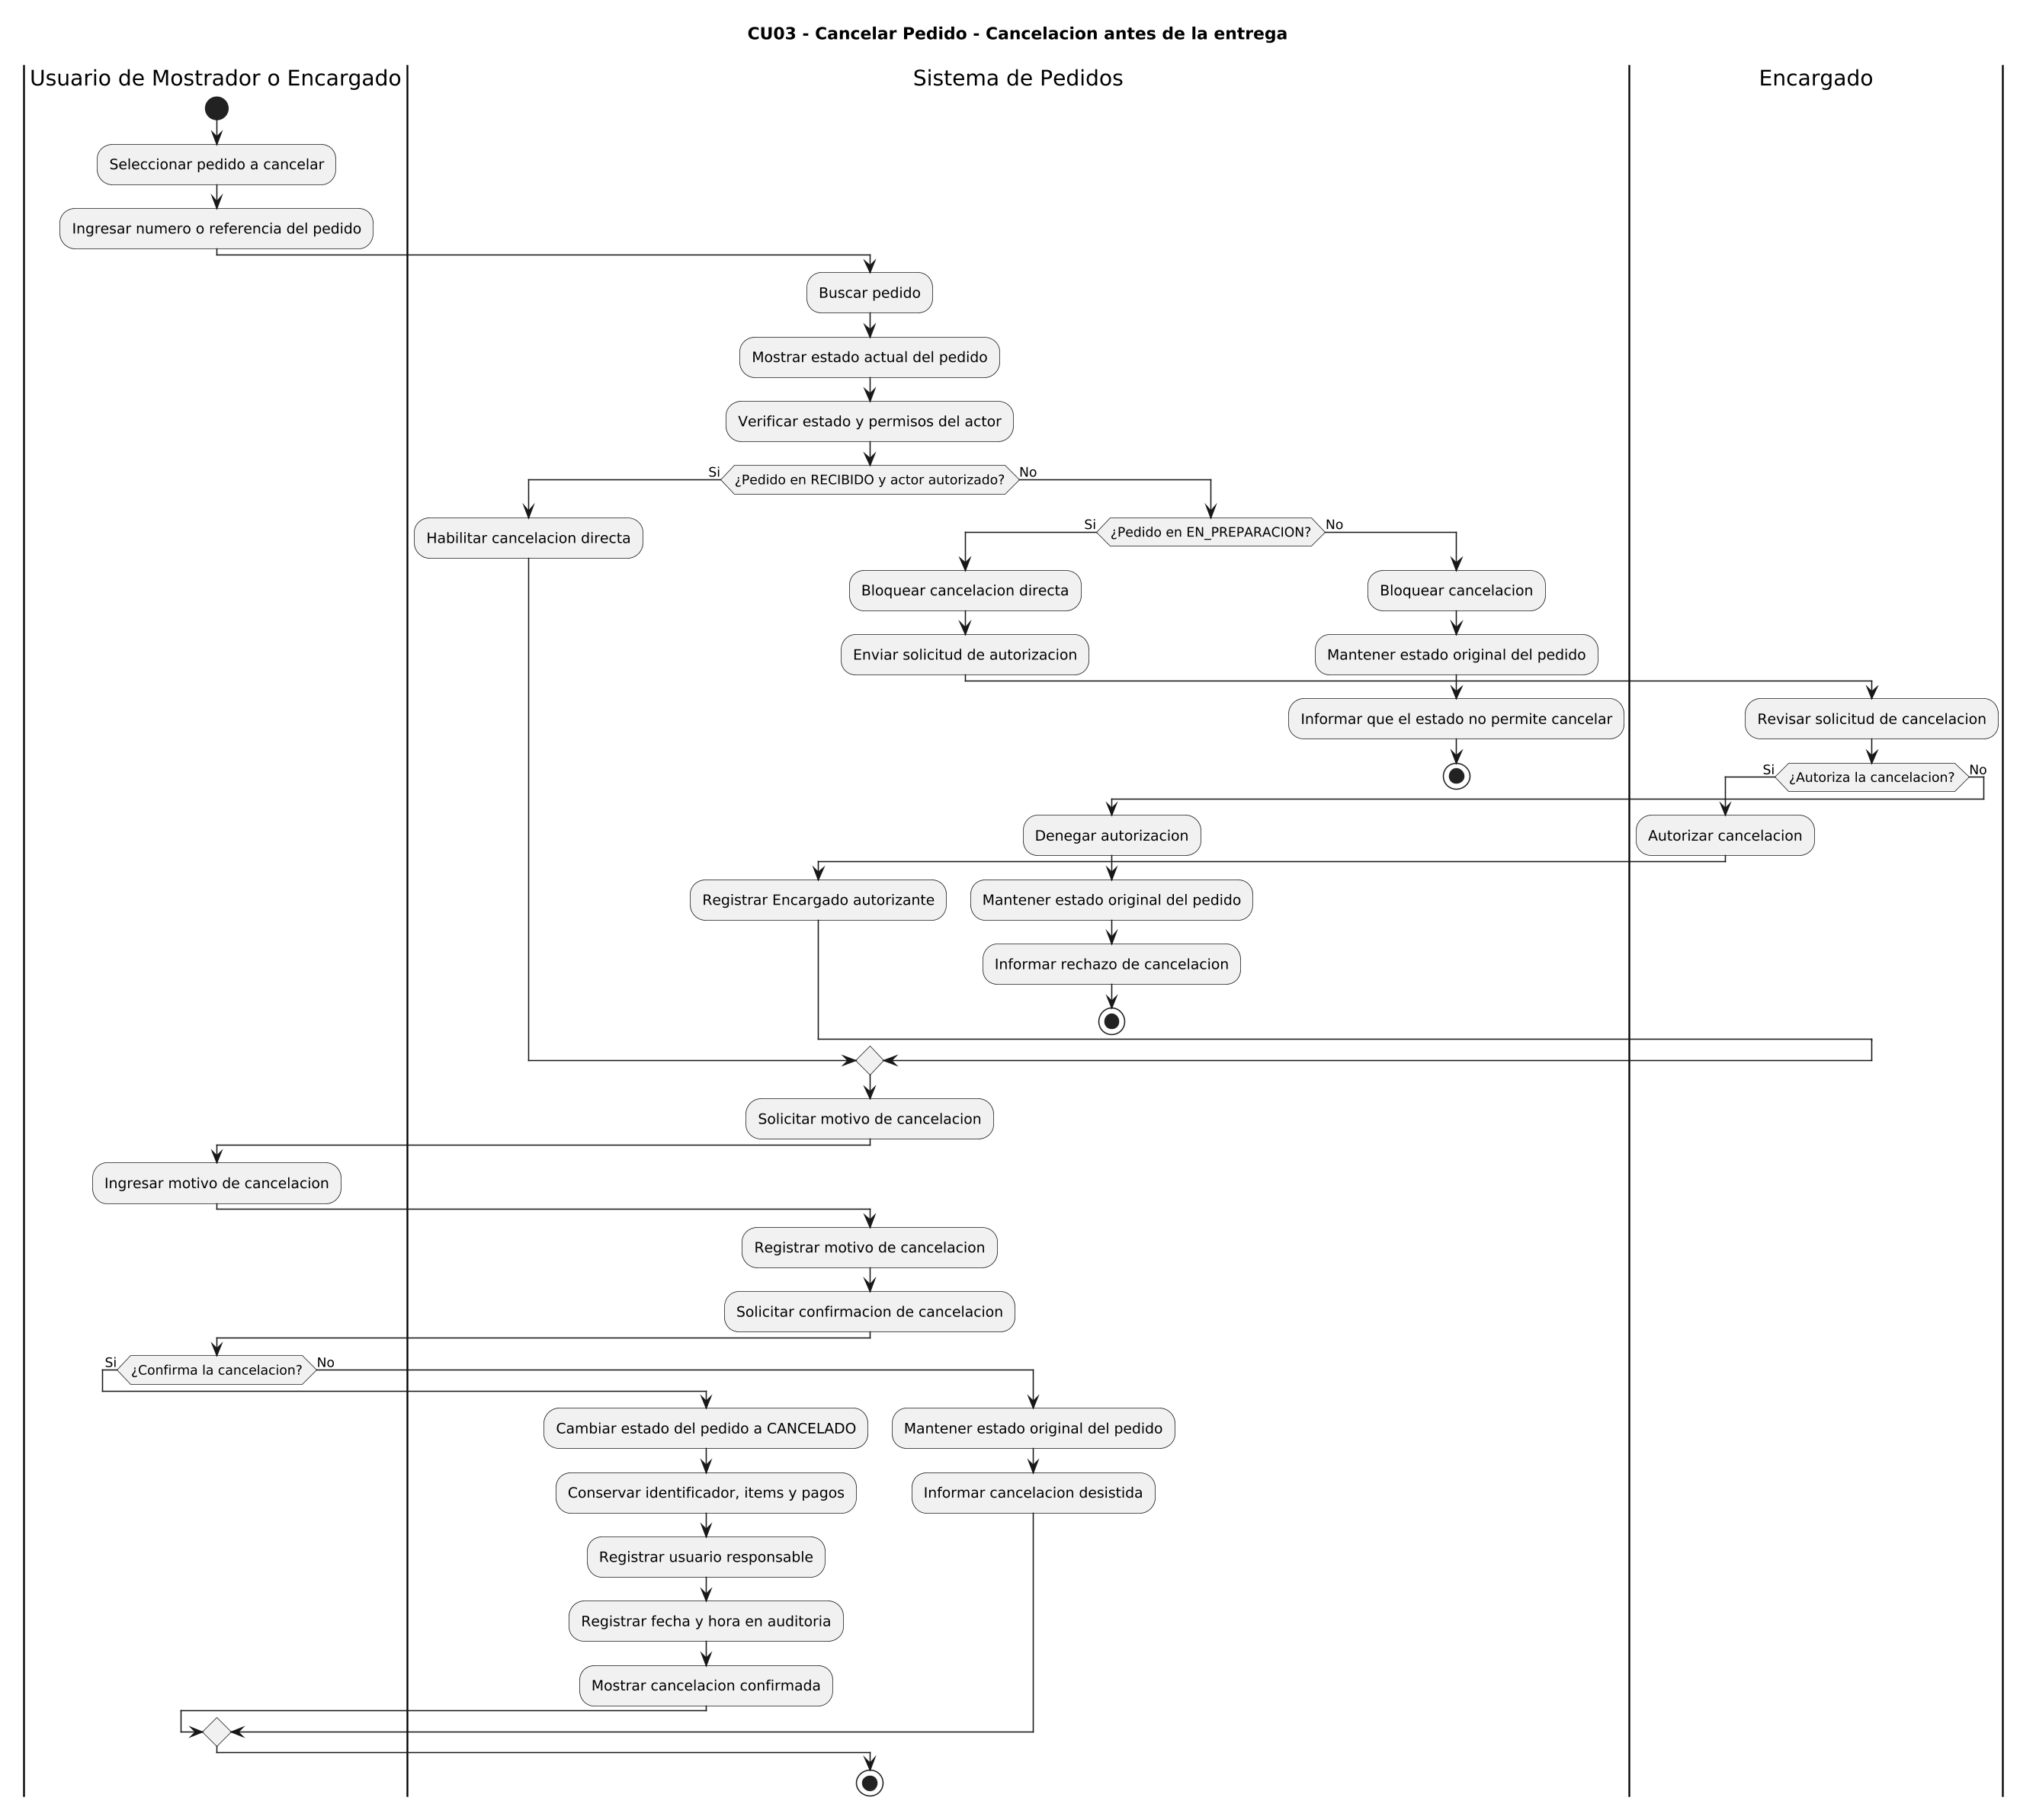 CU03 - Cancelar Pedido - Cancelacion antes de la entrega
Usuario de Mostrador o Encargado
Sistema de Pedidos
Encargado
Seleccionar pedido a cancelar
Ingresar numero o referencia del pedido
Buscar pedido
Mostrar estado actual del pedido
Verificar estado y permisos del actor
Si
¿Pedido en RECIBIDO y actor autorizado?
No
Habilitar cancelacion directa
Si
¿Pedido en EN_PREPARACION?
No
Bloquear cancelacion directa
Bloquear cancelacion
Enviar solicitud de autorizacion
Mantener estado original del pedido
Informar que el estado no permite cancelar
Revisar solicitud de cancelacion
Si
¿Autoriza la cancelacion?
No
Denegar autorizacion
Autorizar cancelacion
Registrar Encargado autorizante
Mantener estado original del pedido
Informar rechazo de cancelacion
Solicitar motivo de cancelacion
Ingresar motivo de cancelacion
Registrar motivo de cancelacion
Solicitar confirmacion de cancelacion
Si
¿Confirma la cancelacion?
No
Cambiar estado del pedido a CANCELADO
Mantener estado original del pedido
Conservar identificador, items y pagos
Informar cancelacion desistida
Registrar usuario responsable
Registrar fecha y hora en auditoria
Mostrar cancelacion confirmada